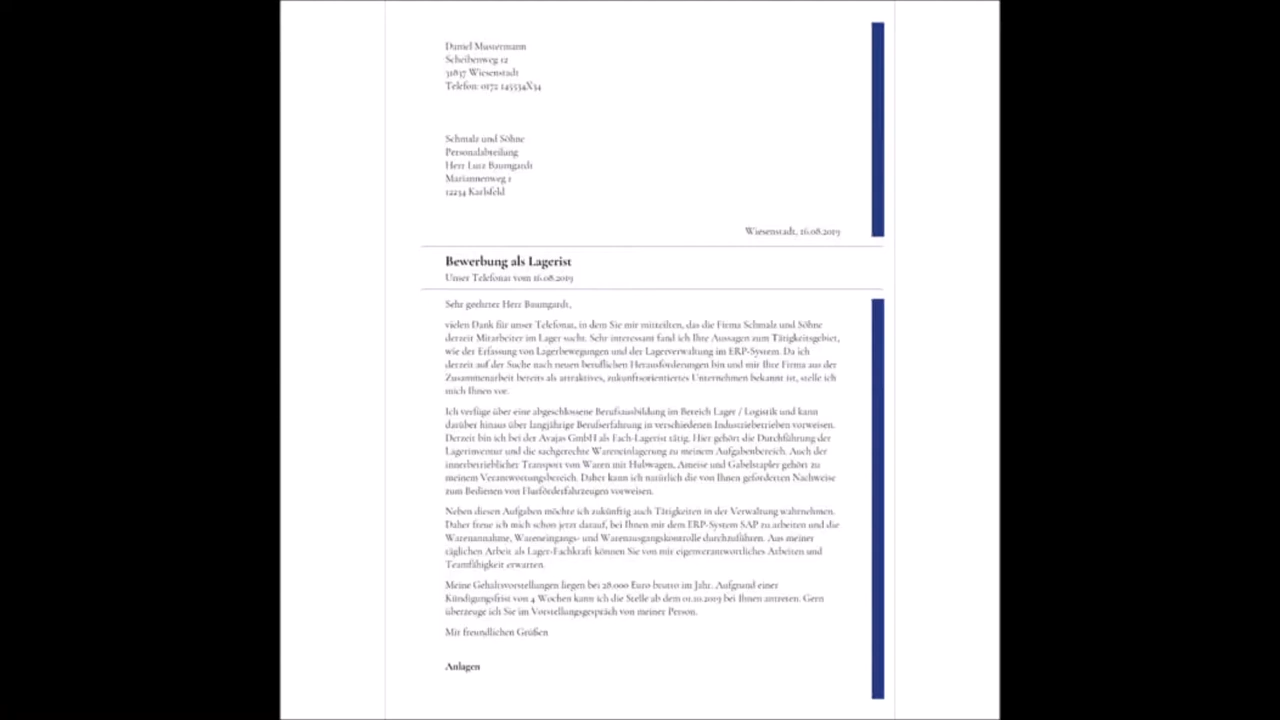 Daniel Mustermann
Scheibenweg 12
31837 Wiesenstadt
Telefon: 0172 145534X34
Schmalz und Söhne
Personalabteilung
Herr Lutz Baumgardt
Mariannenweg 1
12234 Karlsfeld
Wiesenstadt, 16.08.2019
Bewerbung als Lagerist
Unser Telefonat vom 16.08.2019
Sehr geehrter Herr Baumgardt,
vielen Dank für unser Telefonat, in dem Sie mir mitteilten, das die Firma Schmalz und Söhne
derzeit Mitarbeiter im Lager sucht. Sehr interessant fand ich Ihre Aussagen zum Tätigkeitsgebiet,
wie der Erfassung von Lagerbewegungen und der Lagerverwaltung im ERP-System. Da ich
derzeit auf der Suche nach neuen beruflichen Herausforderungen bin und mir Ihre Firma aus der
Zusammenarbeit bereits als attraktives, zukunftsorientiertes Unternehmen bekannt ist, stelle ich
mich Ihnen vor.
Ich verfüge über eine abgeschlossene Berufsausbildung im Bereich Lager / Logistik und kann
darüber hinaus über langjährige Berufserfahrung in verschiedenen Industriebetrieben vorweisen.
Derzeit bin ich bei der Avajas GmbH als Fach-Lagerist tätig. Hier gehört die Durchführung der
Lagerinventur und die sachgerechte Wareneinlagerung zu meinem Aufgabenbereich. Auch der
innerbetrieblicher Transport von Waren mit Hubwagen, Ameise und Gabelstapler gehört zu
meinem Verantwortungsbereich. Daher kann ich natürlich die von Ihnen geforderten Nachweise
zum Bedienen von Flurförderfahrzeugen vorweisen.
Neben diesen Aufgaben möchte ich zukünftig auch Tätigkeiten in der Verwaltung wahrnehmen.
Daher freue ich mich schon jetzt darauf, bei Ihnen mit dem ERP-System SAP zu arbeiten und die
Warenannahme, Wareneingangs- und Warenausgangskontrolle durchzuführen. Aus meiner
täglichen Arbeit als Lager-Fachkraft können Sie von mir eigenverantwortliches Arbeiten und
Teamfähigkeit erwarten.
Meine Gehaltsvorstellungen liegen bei 28.000 Euro brutto im Jahr. Aufgrund einer
Kündigungsfrist von 4 Wochen kann ich die Stelle ab dem 01.10.2019 bei Ihnen antreten. Gern
überzeuge ich Sie im Vorstellungsgespräch von meiner Person.
Mit freundlichen Grüßen
Anlagen